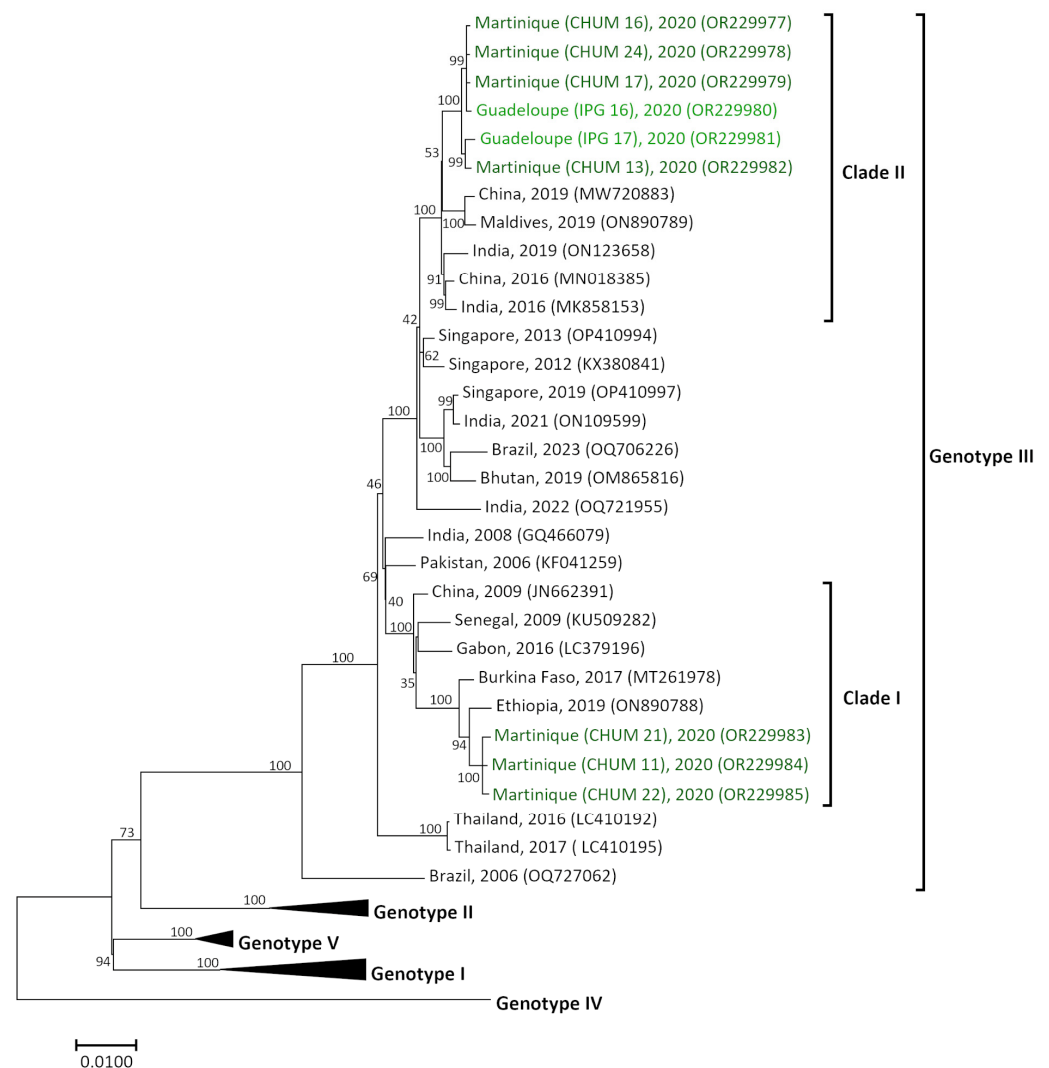 Martinique (CHUM 16), 2020 (OR229977)
Martinique (CHUM 24), 2020 (OR229978)
99
Martinique (CHUM 17), 2020 (OR229979)
100
Guadeloupe (IPG 16), 2020 (OR229980)
Guadeloupe (IPG 17), 2020 (OR229981)
53
99
Martinique (CHUM 13), 2020 (OR229982)
Clade II
China, 2019 (MW720883)
100
100
Maldives, 2019 (ON890789)
India, 2019 (ON123658)
91
China, 2016 (MN018385)
99
India, 2016 (MK858153)
42
Singapore, 2013 (OP410994)
62
Singapore, 2012 (KX380841)
Singapore, 2019 (OP410997)
99
100
India, 2021 (ON109599)
100
Brazil, 2023 (OQ706226)
Genotype III
100
Bhutan, 2019 (OM865816)
46
India, 2022 (OQ721955)
India, 2008 (GQ466079)
Pakistan, 2006 (KF041259)
69
China, 2009 (JN662391)
40
Senegal, 2009 (KU509282)
100
Gabon, 2016 (LC379196)
100
Burkina Faso, 2017 (MT261978)
35
Clade I
100
Ethiopia, 2019 (ON890788)
Martinique (CHUM 21), 2020 (OR229983)
94
Martinique (CHUM 11), 2020 (OR229984)
100
100
Martinique (CHUM 22), 2020 (OR229985)
Thailand, 2016 (LC410192)
100
73
Thailand, 2017 ( LC410195)
Brazil, 2006 (OQ727062)
100
Genotype II
100
Genotype V
94
100
Genotype I
Genotype IV
0.0100